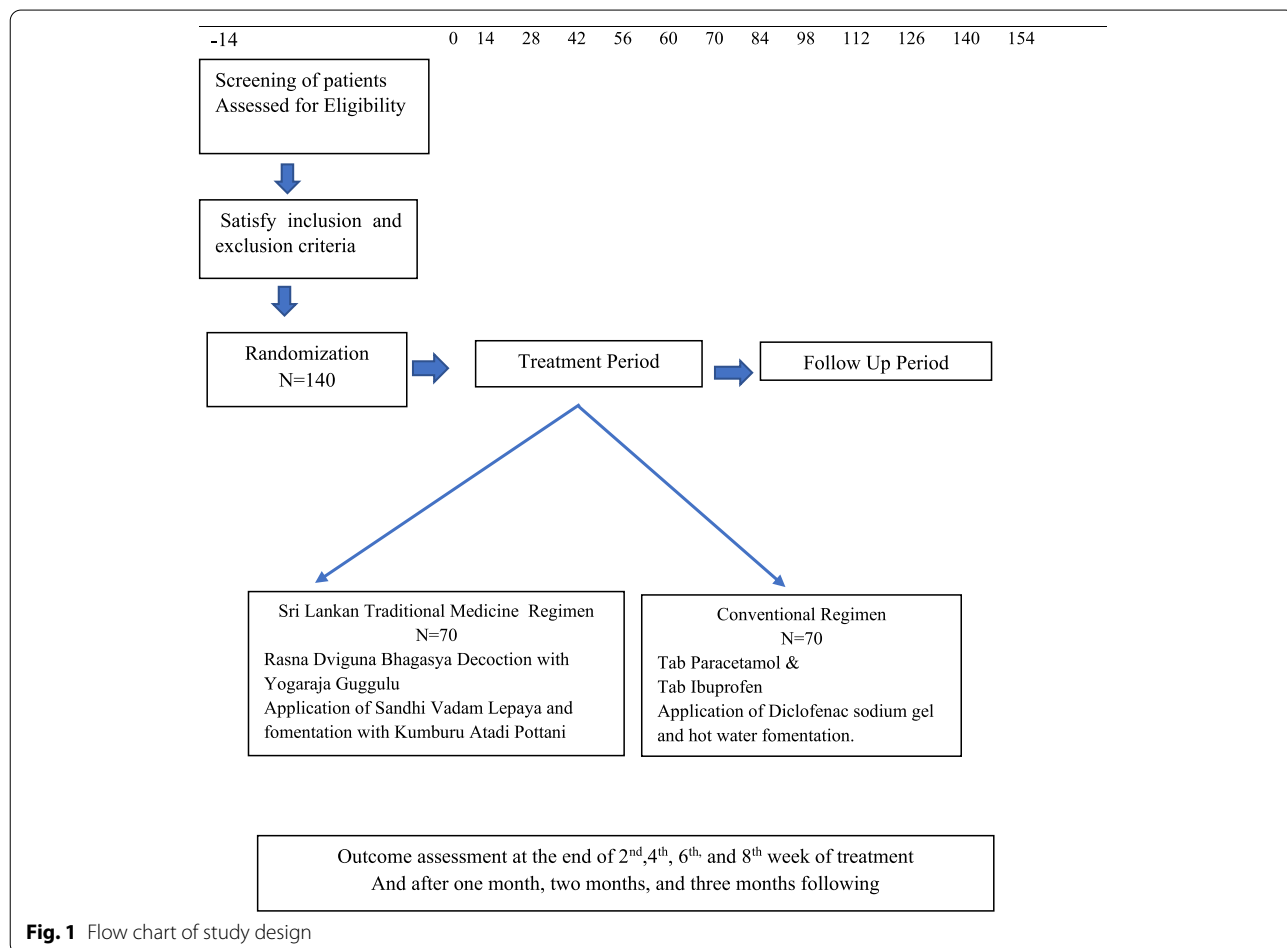 -14 0 14 28 42 56 60 70 84 98 112 126 140 154
Screening of patients
Assessed for Eligibility
Satisfy inclusion and
exclusion criteria
Randomization
N=140
Treatment Period
Follow Up Period
Sri Lankan Traditional Medicine Regimen
N=70
Rasna Dviguna Bhagasya Decoction with
Yogaraja Guggulu
Application of Sandhi Vadam Lepaya and
fomentation with Kumburu Atadi Pottani
Conventional Regimen
N=70
Tab Paracetamol &
Tab Ibuprofen
Application of Diclofenac sodium gel
and hot water fomentation.
Outcome assessment at the end of 2nd,4th, 6th, and 8th week of treatment
And after one month, two months, and three months following
Fig. 1 Flow chart of study design